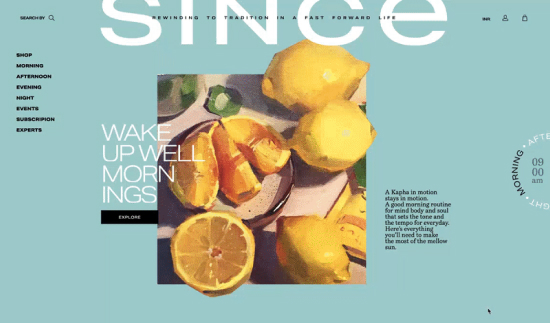 since
SEARCH BY
REWINDING TO TRADITION IN A FAST FORWARD LIFE
SHOP
MORNING
AFTERNOON
EVENING
NIGHT
EVENTS
SUBSCRIPION
EXPERTS
WAKE
UP WELL
MORN
INGS
EXPLORE
A Kapha in motion
stays in motion.
A good morning routine
for mind body and soul
that sets the tone and
the tempo for everyday.
Here's everything
you'll need to make
the most of the mellow
sun.
MORNING • AFTE
09
00
am
GHT